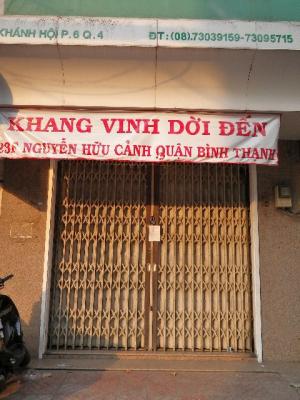 KHÁNH HỘI P.6 Q.4 ĐT: (08).73039159-73095715
KHANG VINH DỜI ĐẾN
NGUYỄN HỮU CẢNH QUẬN BÌNH THẠNH